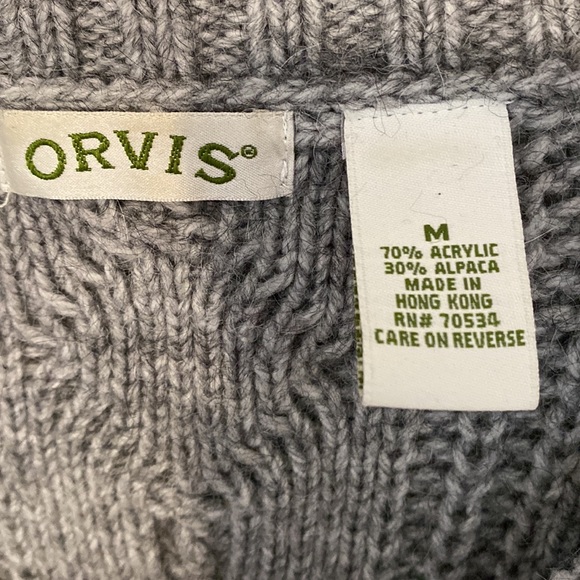 ORVIS®
M
70% ACRYLIC
30% ALPACA
MADE IN
HONG KONG
RN# 70534
CARE ON REVERSE